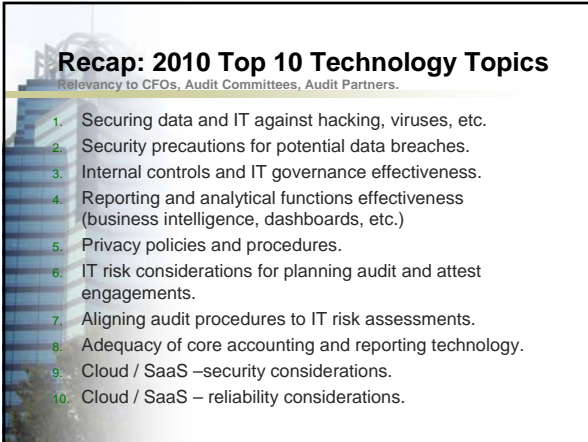 Recap: 2010 Top 10 Technology Topics
Relevancy to CFOs, Audit Committees, Audit Partners.
1. Securing data and IT against hacking, viruses, etc.
2. Security precautions for potential data breaches.
3. Internal controls and IT governance effectiveness.
4. Reporting and analytical functions effectiveness
(business intelligence, dashboards, etc.)
5. Privacy policies and procedures.
6. IT risk considerations for planning audit and attest
engagements.
7. Aligning audit procedures to IT risk assessments.
8. Adequacy of core accounting and reporting technology.
9. Cloud / SaaS –security considerations.
10. Cloud / SaaS – reliability considerations.